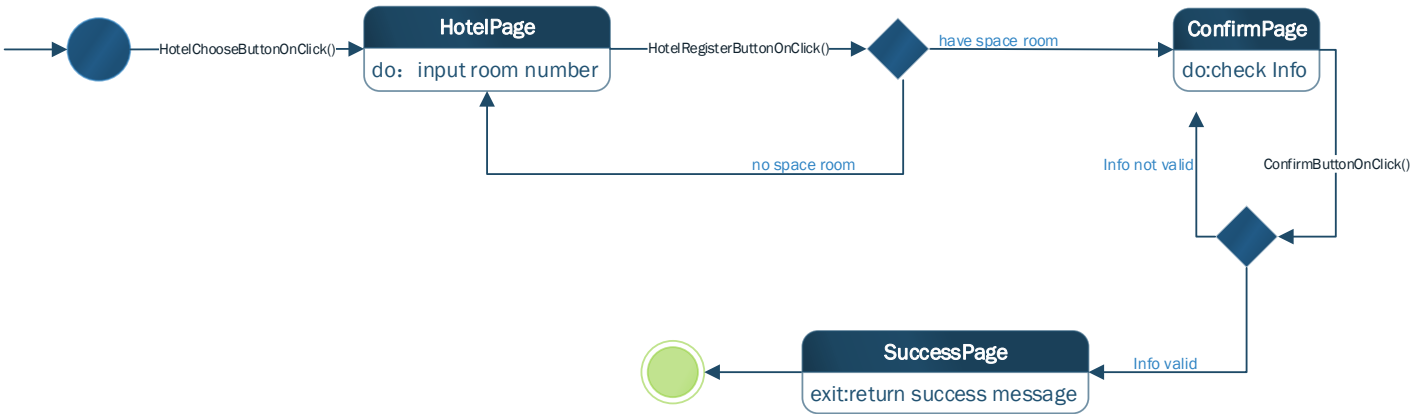 HotelChooseButtonOnClick()
HotelPage
do：input room number
HotelRegisterButtonOnClick()
have space room
ConfirmPage
do:check Info
no space room
Info not valid
ConfirmButtonOnClick()
SuccessPage
exit:return success message
Info valid